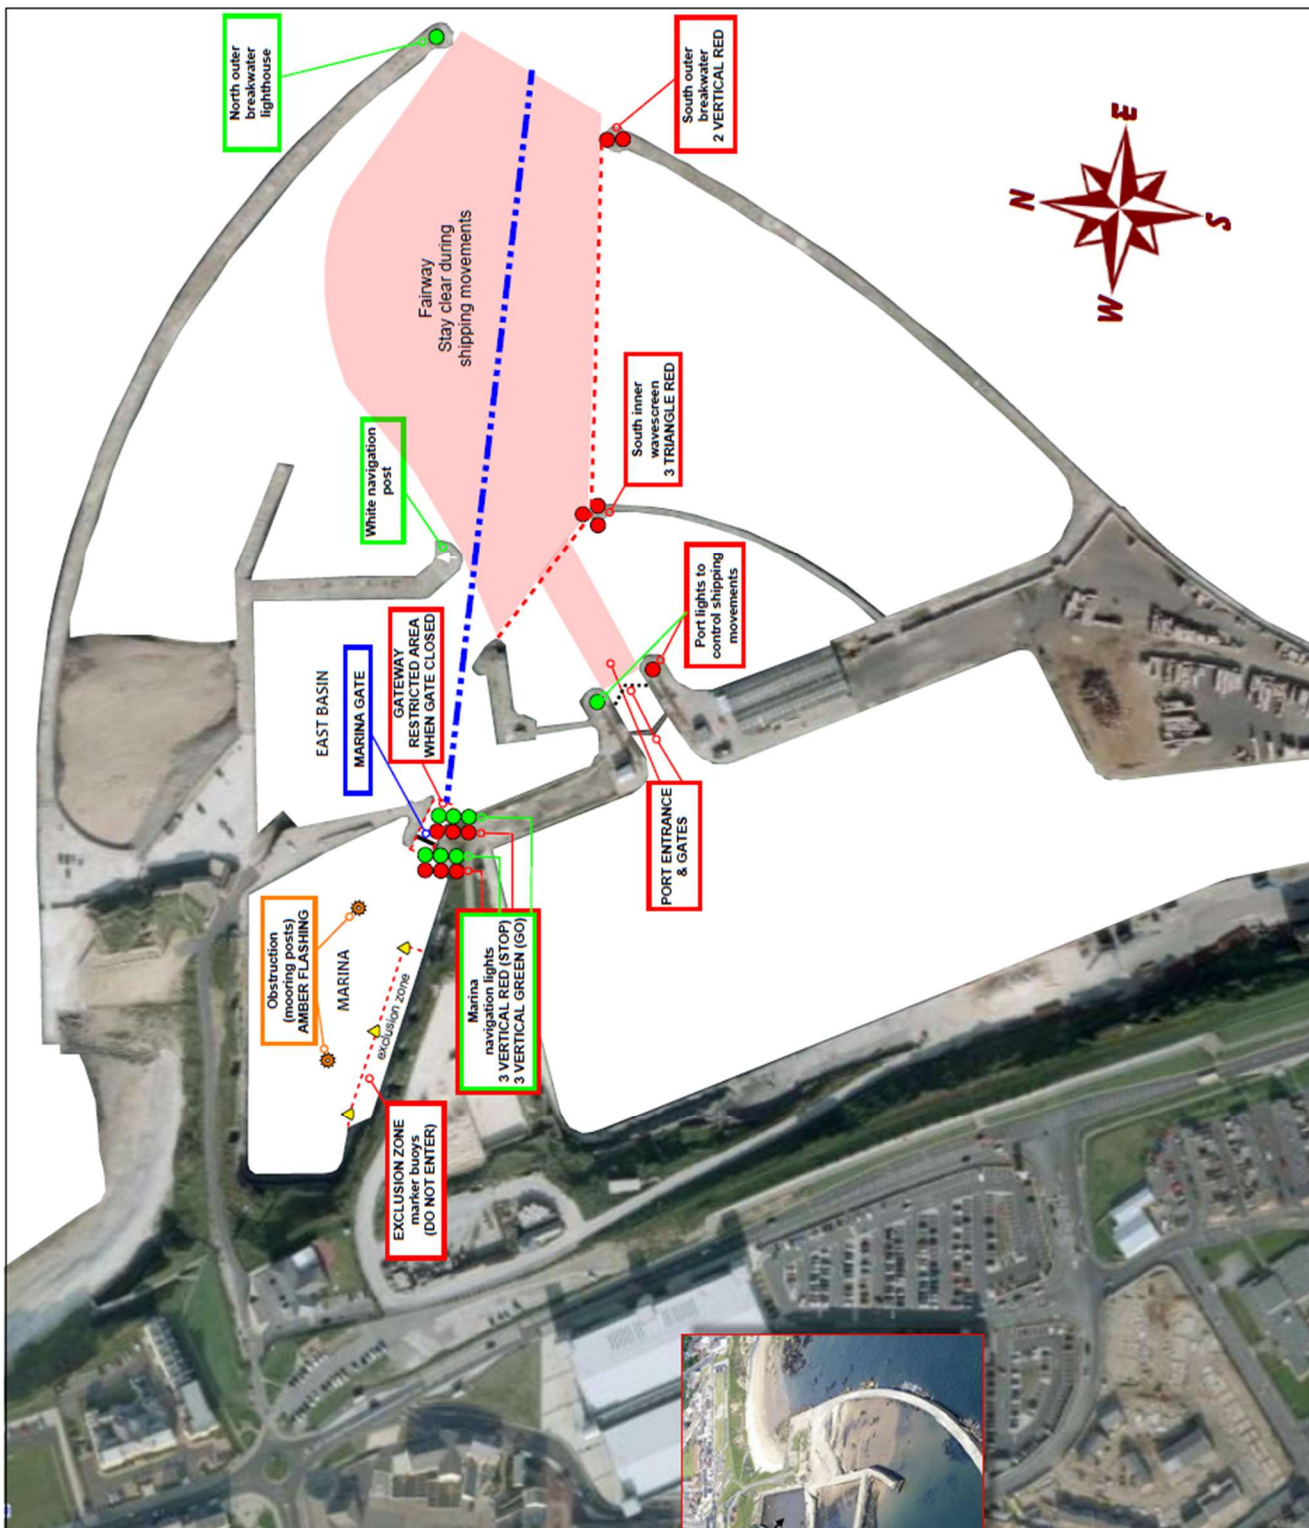 North outer
breakwater
lighthouse
South outer
breakwater
2 VERTICAL RED
Fairway
Stay clear during
shipping movements
N
E
S
W
White navigation
post
South inner
wavescreen
3 TRIANGLE RED
Port lights to
control shipping
movements
GATEWAY
RESTRICTED AREA
WHEN GATE CLOSED
MARINA GATE
EAST BASIN
PORT ENTRANCE
& GATES
Obstruction
(mooring posts)
AMBER FLASHING
MARINA
exclusion zone
Marina
navigation lights
3 VERTICAL RED (STOP)
3 VERTICAL GREEN (GO)
EXCLUSION ZONE
marker buoys
(DO NOT ENTER)